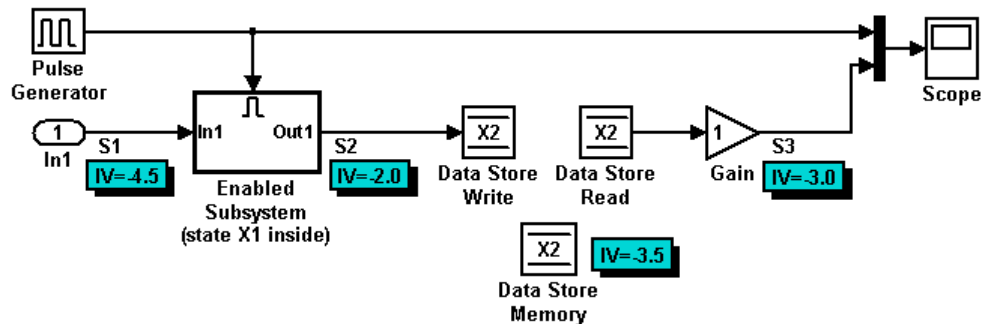 Pulse
Generator
1
In1
S1
IV=-4.5
In1
Out1
Enabled
Subsystem
(state X1 inside)
S2
IV=-2.0
X2
Data Store
Write
X2
Data Store
Read
1
Gain
S3
IV=-3.0
Scope
X2
Data Store
Memory
IV=-3.5